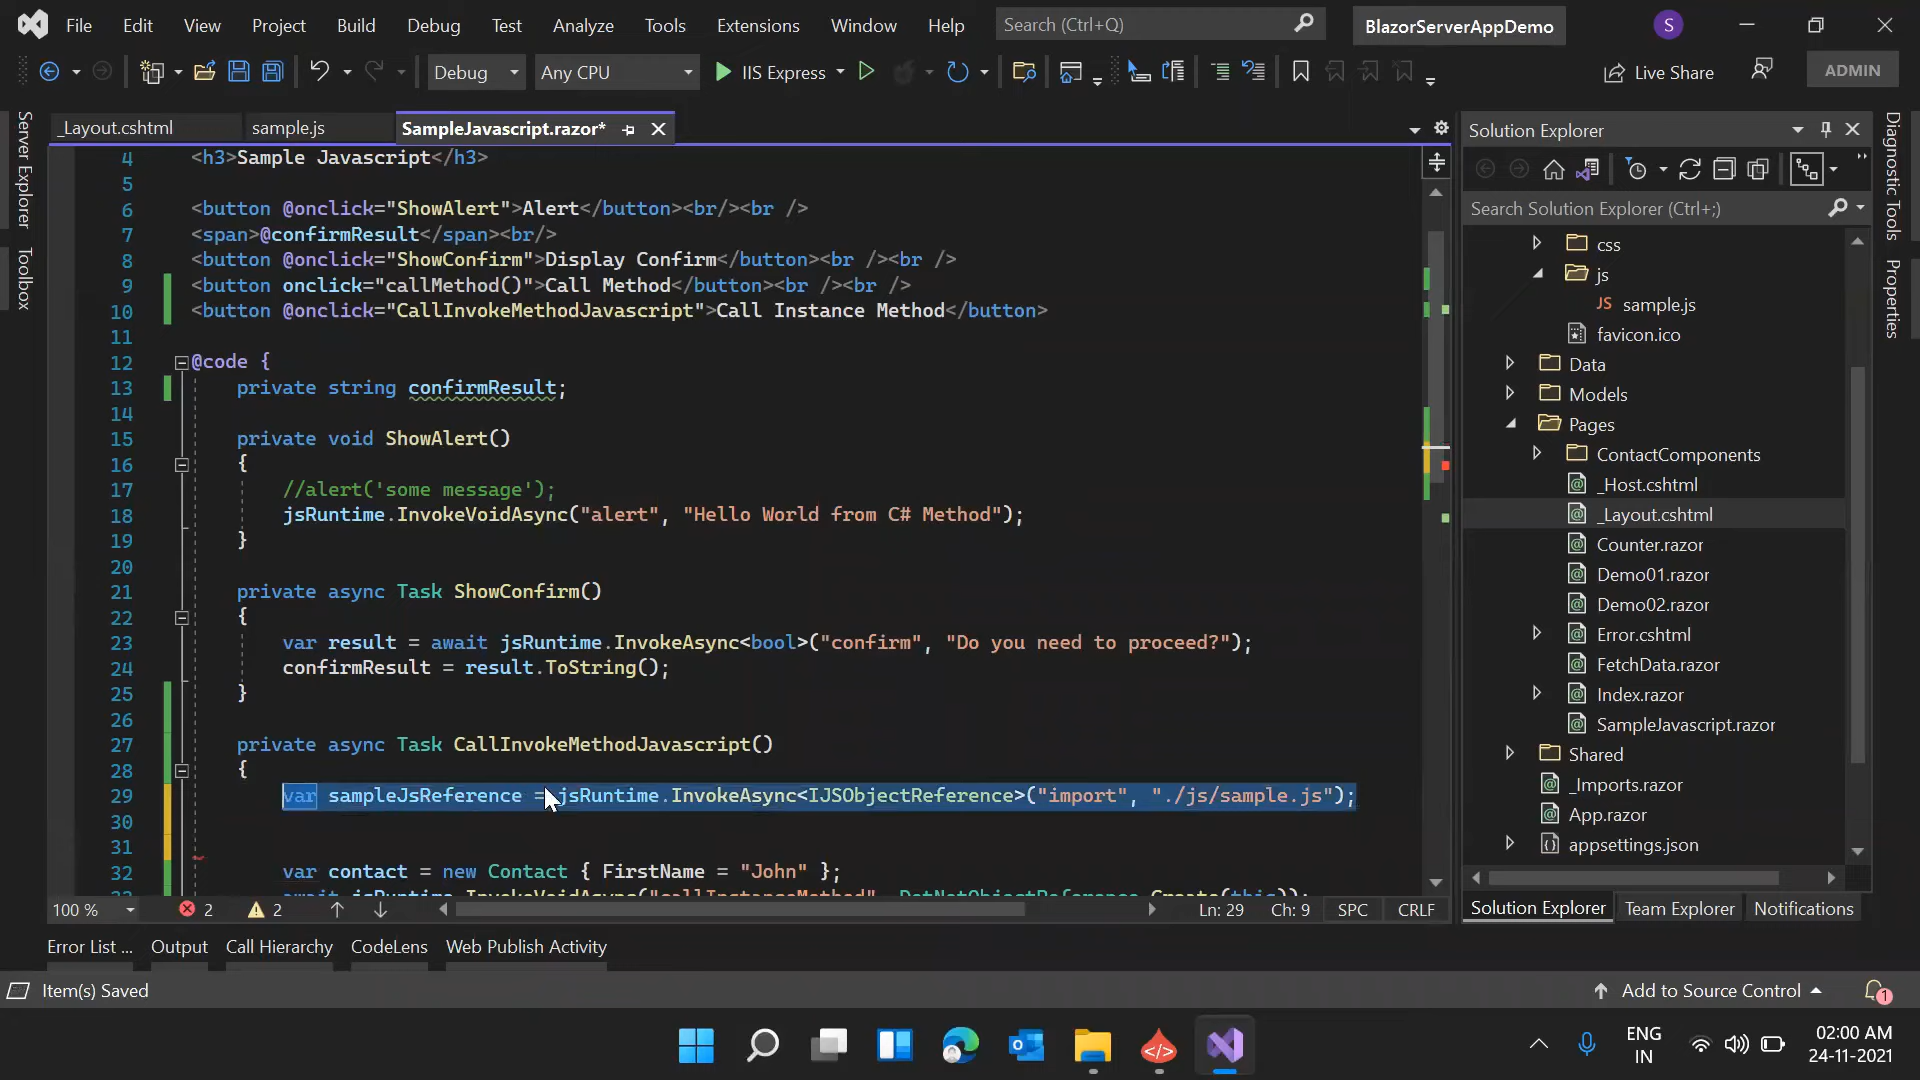 File Edit View Project Build Debug Test Analyze Tools Extensions Window Help Search (Ctrl+Q) BlazorServerAppDemo S
Debug Any CPU IIS Express Live Share ADMIN
Server Explorer
Toolbox
_Layout.cshtml sample.js SampleJavascript.razor*
4 <h3>Sample Javascript</h3>
5
6 <button @onclick="ShowAlert">Alert</button><br/><br />
7 <span>@confirmResult</span><br/>
8 <button @onclick="ShowConfirm">Display Confirm</button><br /><br />
9 <button onclick="callMethod()">Call Method</button><br /><br />
10 <button @onclick="CallInvokeMethodJavascript">Call Instance Method</button>
11
12 @code {
13 private string confirmResult;
14
15 private void ShowAlert()
16 {
17 //alert('some message');
18 jsRuntime.InvokeVoidAsync("alert", "Hello World from C# Method");
19 }
20
21 private async Task ShowConfirm()
22 {
23 var result = await jsRuntime.InvokeAsync<bool>("confirm", "Do you need to proceed?");
24 confirmResult = result.ToString();
25 }
26
27 private async Task CallInvokeMethodJavascript()
28 {
29 var sampleJsReference = jsRuntime.InvokeAsync<IJSObjectReference>("import", "./js/sample.js");
30
31
32 var contact = new Contact { FirstName = "John" };
33 await jsRuntime.InvokeVoidAsync("callInstanceMethod", DotNetObjectReference.Create(this));
100 % 2 2 Ln: 29 Ch: 9 SPC CRLF
Solution Explorer
Search Solution Explorer (Ctrl+;)
css
js
JS sample.js
favicon.ico
Data
Models
Pages
ContactComponents
_Host.cshtml
_Layout.cshtml
Counter.razor
Demo01.razor
Demo02.razor
Error.cshtml
FetchData.razor
Index.razor
SampleJavascript.razor
Shared
_Imports.razor
App.razor
appsettings.json
Solution Explorer Team Explorer Notifications
Diagnostic Tools
Properties
Error List ... Output Call Hierarchy CodeLens Web Publish Activity
Item(s) Saved Add to Source Control 1
ENG
IN
02:00 AM
24-11-2021